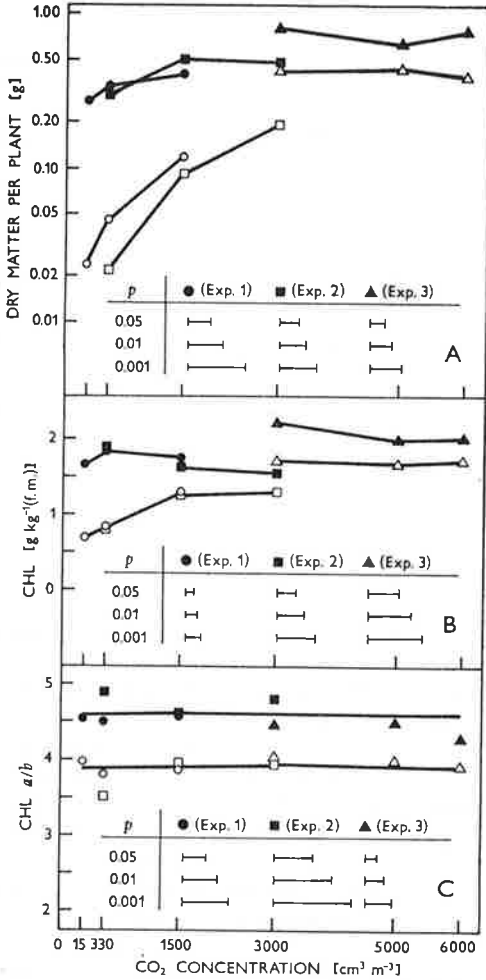 DRY MATTER PER PLANT [g]
1.00
0.50
0.20
0.10
0.05
0.02
0.01
p ● (Exp. 1) ■ (Exp. 2) ▲ (Exp. 3)
0.05
0.01
0.001
A
CHL [g kg⁻¹(f. m.)]
2
1
0
p ● (Exp. 1) ■ (Exp. 2) ▲ (Exp. 3)
0.05
0.01
0.001
B
CHL a/b
5
4
3
2
p ● (Exp. 1) ■ (Exp. 2) ▲ (Exp. 3)
0.05
0.01
0.001
C
0 15 330 1500 3000 5000 6000
CO₂ CONCENTRATION [cm³ m⁻³]